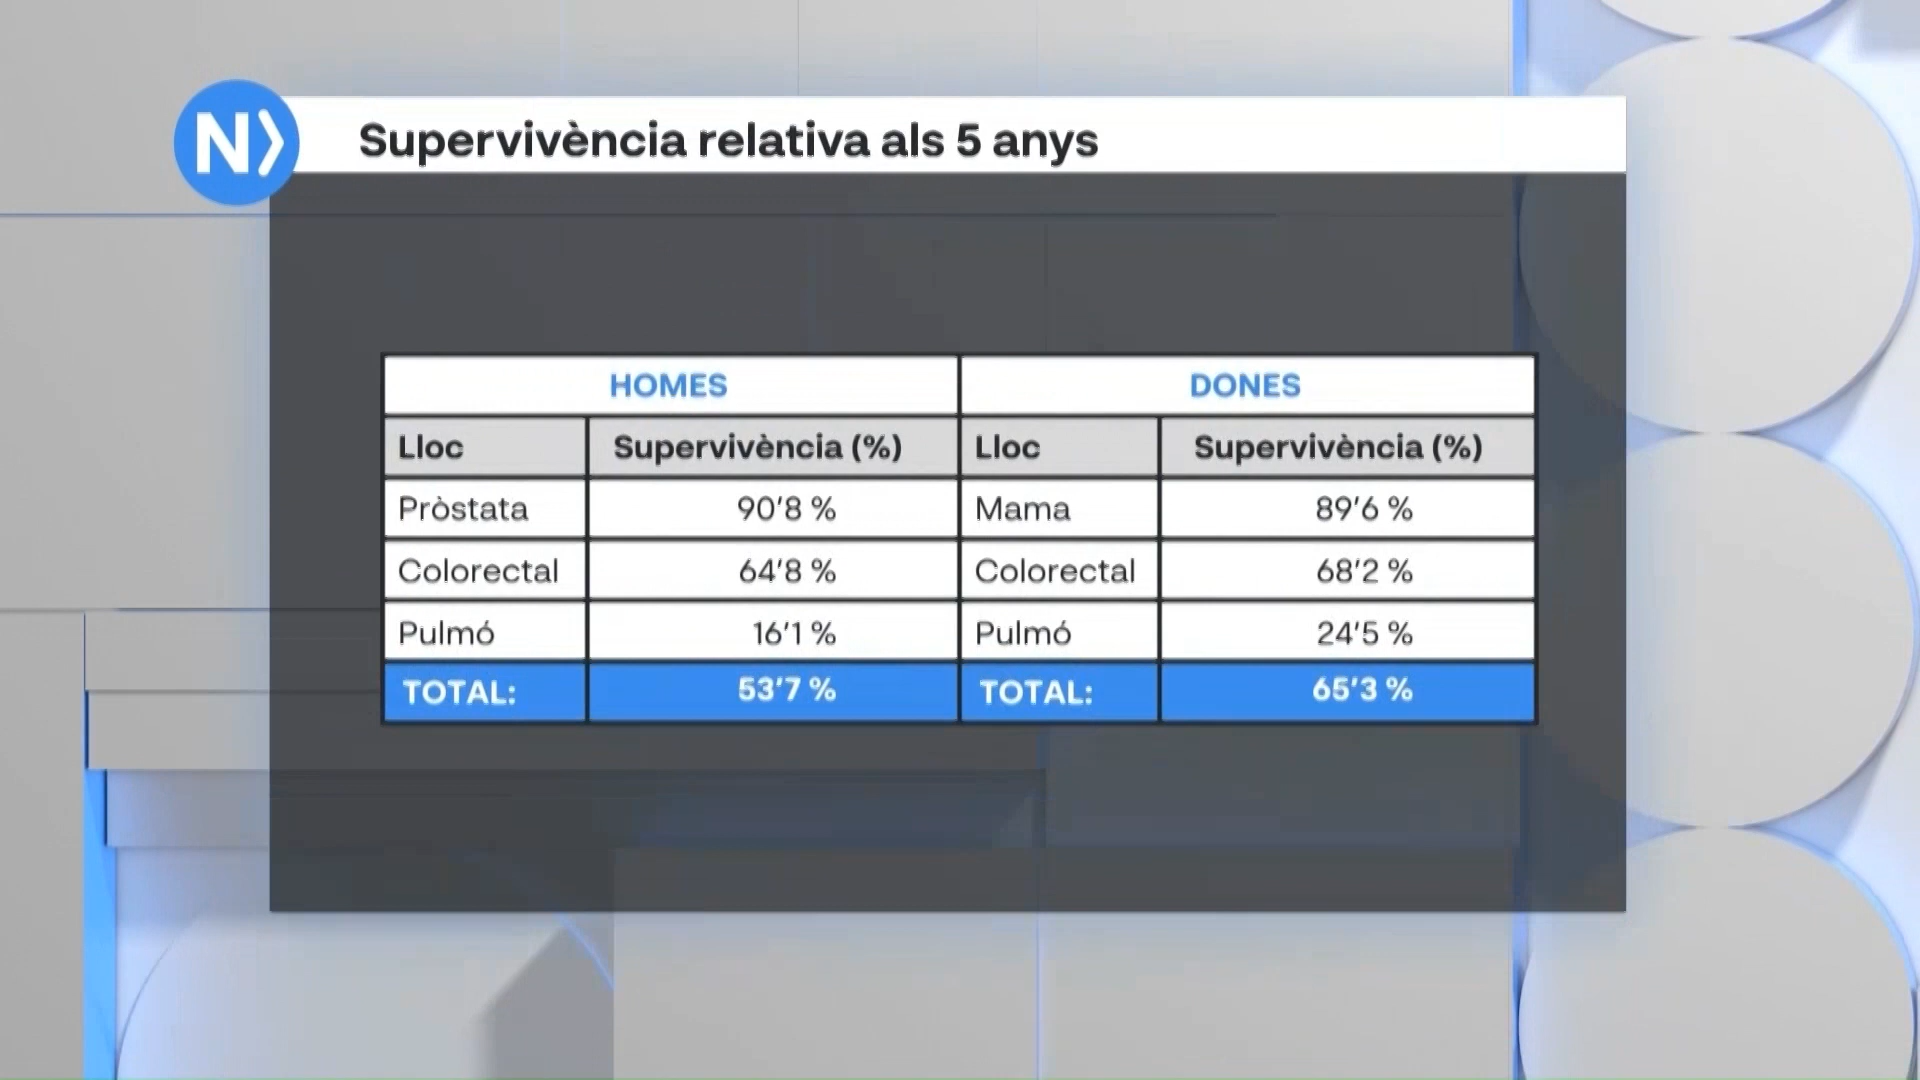 N
Supervivència relativa als 5 anys
HOMES DONES
Lloc Supervivència (%) Lloc Supervivència (%)
Pròstata 90'8 % Mama 89'6 %
Colorectal 64'8 % Colorectal 68'2 %
Pulmó 16'1 % Pulmó 24'5 %
TOTAL: 53'7 % TOTAL: 65'3 %